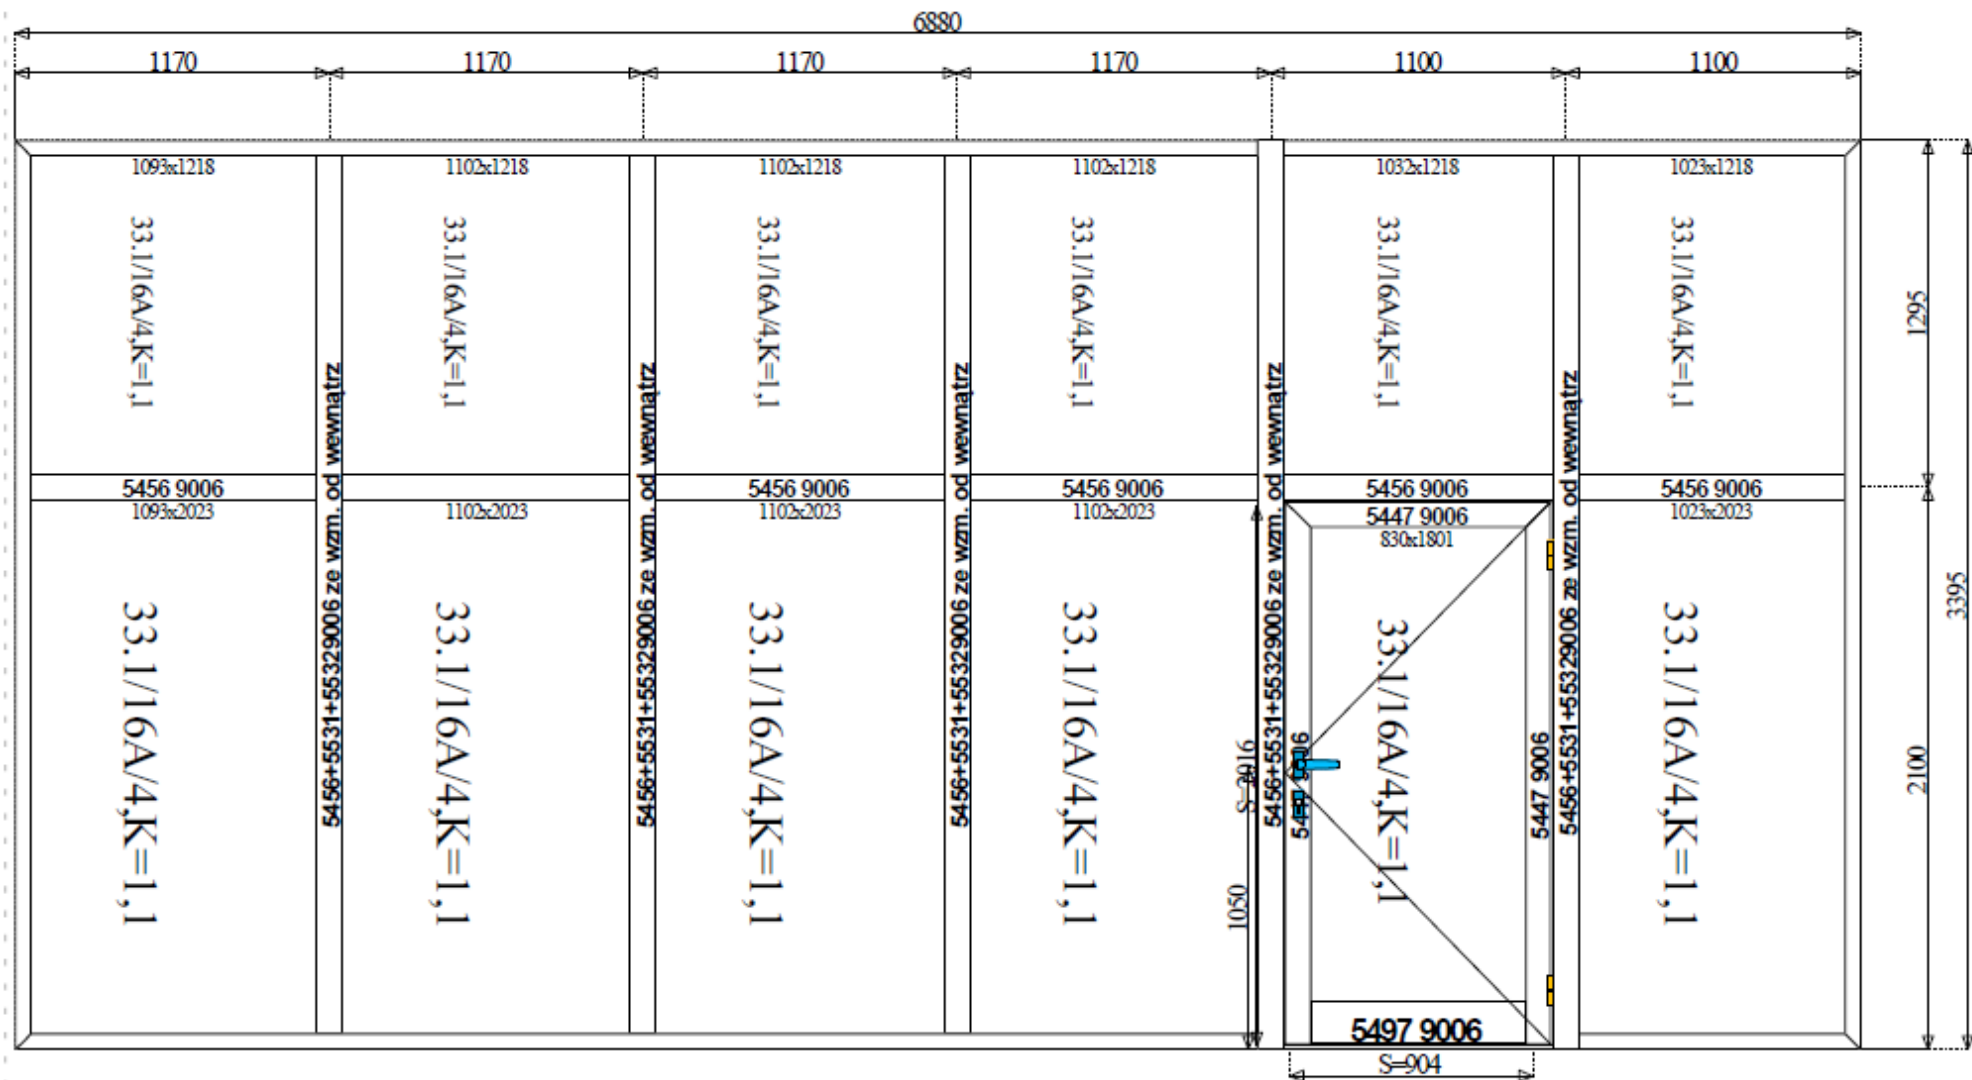 6880
1170 1170 1170 1170 1100 1100
1093x1218 1102x1218 1102x1218 1102x1218 1032x1218 1023x1218
33.1/16A/4,K=1,1
33.1/16A/4,K=1,1
33.1/16A/4,K=1,1
33.1/16A/4,K=1,1
33.1/16A/4,K=1,1
33.1/16A/4,K=1,1
1295
3395
5456 9006 5456 9006 5456 9006 5456 9006 5456 9006
1093x2023 1102x2023 1102x2023 1102x2023 5447 9006 1023x2023
830x1801
5456+5531+55329006 ze wzm. od wewnątrz
5456+5531+55329006 ze wzm. od wewnątrz
5456+5531+55329006 ze wzm. od wewnątrz
5456+5531+55329006 ze wzm. od wewnątrz
5456+5531+55329006 ze wzm. od wewnątrz
33.1/16A/4,K=1,1
33.1/16A/4,K=1,1
33.1/16A/4,K=1,1
33.1/16A/4,K=1,1
33.1/16A/4,K=1,1
33.1/16A/4,K=1,1
5447 9006
2100
1050
5497 9006
S=904